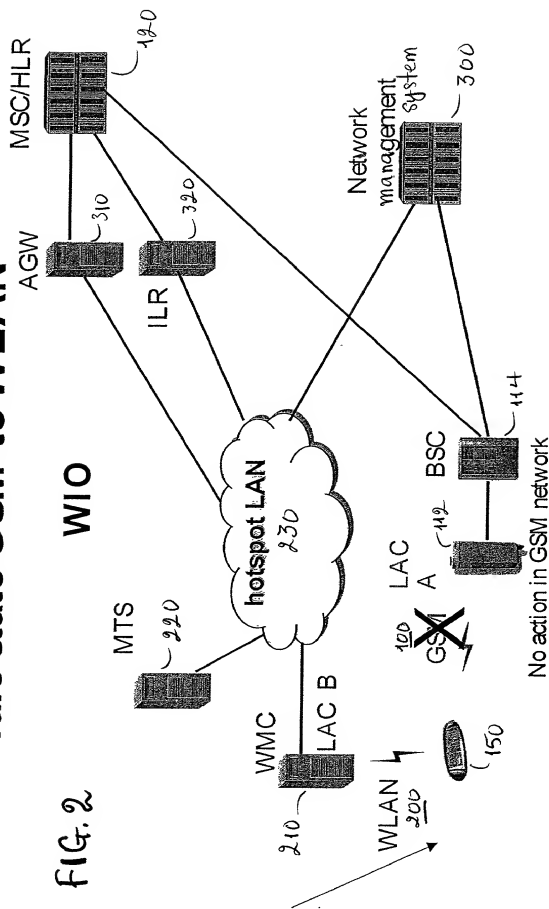 FIG. 2
WIO
MTS
220
WMC
LAC B
210
WLAN
200
150
hotspot LAN
230
AGW
310
ILR
320
MSC/HLR
120
100
GSM
LAC
A
112
BSC
114
No action in GSM network
Network
management
system
300